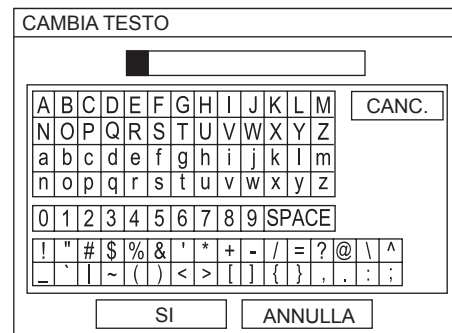 CAMBIA TESTO
A B C D E F G H I J K L M CANC.
N O P Q R S T U V W X Y Z
a b c d e f g h i j k l m
n o p q r s t u v w x y z
0 1 2 3 4 5 6 7 8 9 SPACE
! " # $ % & ' * + - / = ? @ \ ^
_ ` | ~ ( ) < > [ ] { } , . : ;
SI ANNULLA